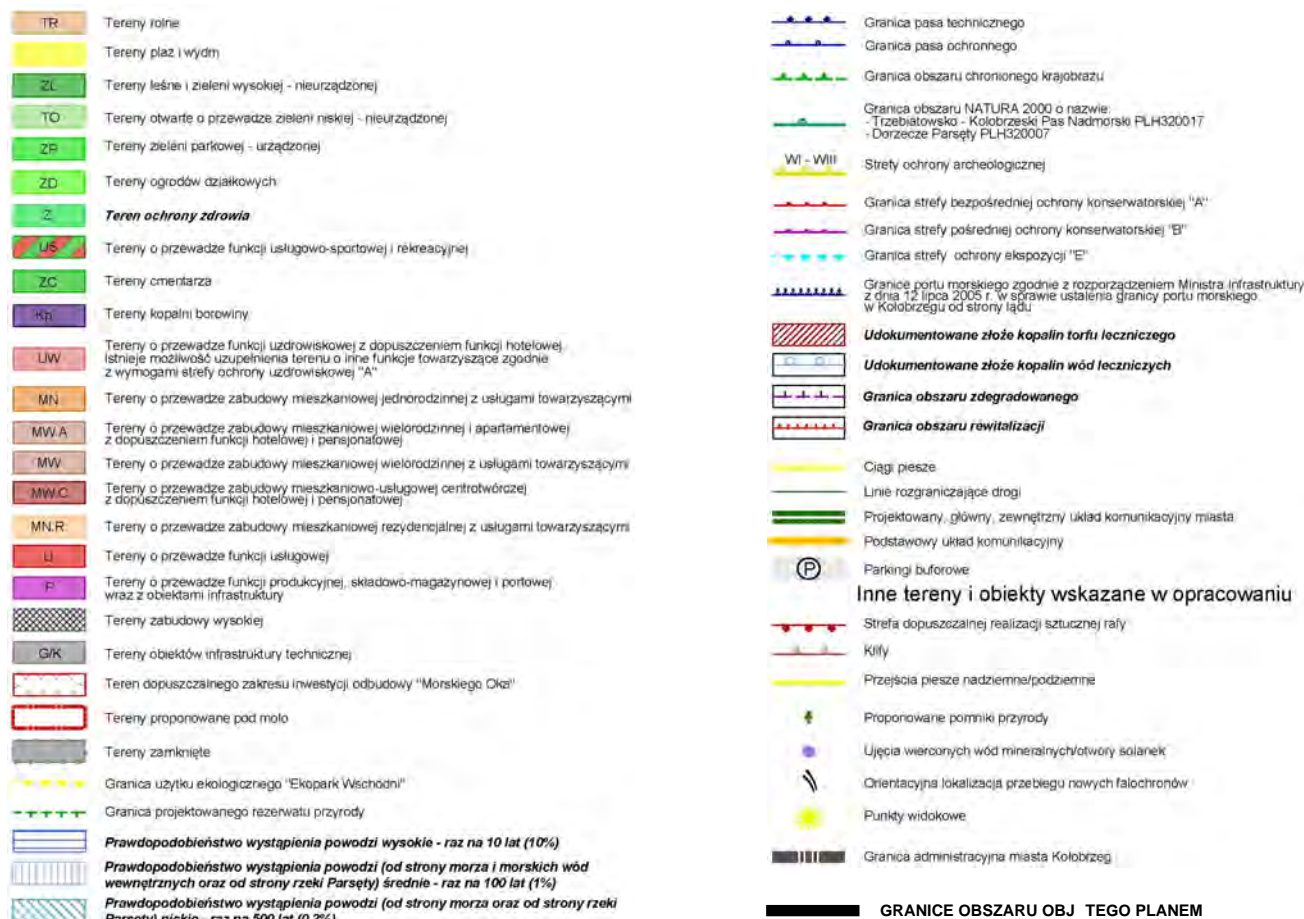 TR Tereny rolne
Tereny plaż i wydm
ZL Tereny leśne i zieleni wysokiej - nieurządzonej
TO Tereny otwarte o przewadze zieleni niskiej - nieurządzonej
ZP Tereny zieleni parkowej - urządzonej
ZD Tereny ogrodów działkowych
Z Teren ochrony zdrowia
US Tereny o przewadze funkcji usługowo-sportowej i rekreacyjnej
ZC Tereny cmentarza
Kp Tereny kopalni borowiny
UW Tereny o przewadze funkcji uzdrowiskowej z dopuszczeniem funkcji hotelowej.
Istnieje możliwość uzupełnienia terenu o inne funkcje towarzyszące zgodnie
z wymogami strefy ochrony uzdrowiskowej "A"
MN Tereny o przewadze zabudowy mieszkaniowej jednorodzinnej z usługami towarzyszącymi
MW.A Tereny o przewadze zabudowy mieszkaniowej wielorodzinnej i apartamentowej
z dopuszczeniem funkcji hotelowej i pensjonatowej
MW Tereny o przewadze zabudowy mieszkaniowej wielorodzinnej z usługami towarzyszącymi
MW.C Tereny o przewadze zabudowy mieszkaniowo-usługowej centrotwórczej
z dopuszczeniem funkcji hotelowej i pensjonatowej
MN.R Tereny o przewadze zabudowy mieszkaniowej rezydencjalnej z usługami towarzyszącymi
U Tereny o przewadze funkcji usługowej
P Tereny o przewadze funkcji produkcyjnej, składowo-magazynowej i portowej
wraz z obiektami infrastruktury
Tereny zabudowy wysokiej
G/K Tereny obiektów infrastruktury technicznej
Teren dopuszczalnego zakresu inwestycji odbudowy "Morskiego Oka"
Tereny proponowane pod molo
Tereny zamknięte
Granica użytku ekologicznego "Ekopark Wschodni"
Granica projektowanego rezerwatu przyrody
Prawdopodobieństwo wystąpienia powodzi wysokie - raz na 10 lat (10%)
Prawdopodobieństwo wystąpienia powodzi (od strony morza i morskich wód
wewnętrznych oraz od strony rzeki Parsęty) średnie - raz na 100 lat (1%)
Prawdopodobieństwo wystąpienia powodzi (od strony morza oraz od strony rzeki
Parsęty) niskie - raz na 500 lat (0,2%)
Granica pasa technicznego
Granica pasa ochronnego
Granica obszaru chronionego krajobrazu
Granica obszaru NATURA 2000 o nazwie:
- Trzebiatowsko - Kołobrzeski Pas Nadmorski PLH320017
- Dorzecze Parsęty PLH320007
WI - WIII Strefy ochrony archeologicznej
Granica strefy bezpośredniej ochrony konserwatorskiej "A"
Granica strefy pośredniej ochrony konserwatorskiej "B"
Granica strefy ochrony ekspozycji "E"
Granice portu morskiego zgodnie z rozporządzeniem Ministra Infrastruktury
z dnia 12 lipca 2005 r. w sprawie ustalenia granicy portu morskiego
w Kołobrzegu od strony lądu
Udokumentowane złoże kopalin torfu leczniczego
Udokumentowane złoże kopalin wód leczniczych
Granica obszaru zdegradowanego
Granica obszaru rewitalizacji
Ciągi piesze
Linie rozgraniczające drogi
Projektowany, główny, zewnętrzny układ komunikacyjny miasta
Podstawowy układ komunikacyjny
P Parkingi buforowe
Inne tereny i obiekty wskazane w opracowaniu
Strefa dopuszczalnej realizacji sztucznej rafy
Klify
Przejścia piesze nadziemne/podziemne
Proponowane pomniki przyrody
Ujęcia wierconych wód mineralnych/otwory solanek
Orientacyjna lokalizacja przebiegu nowych falochronów
Punkty widokowe
Granica administracyjna miasta Kołobrzeg
GRANICE OBSZARU OBJ TEGO PLANEM